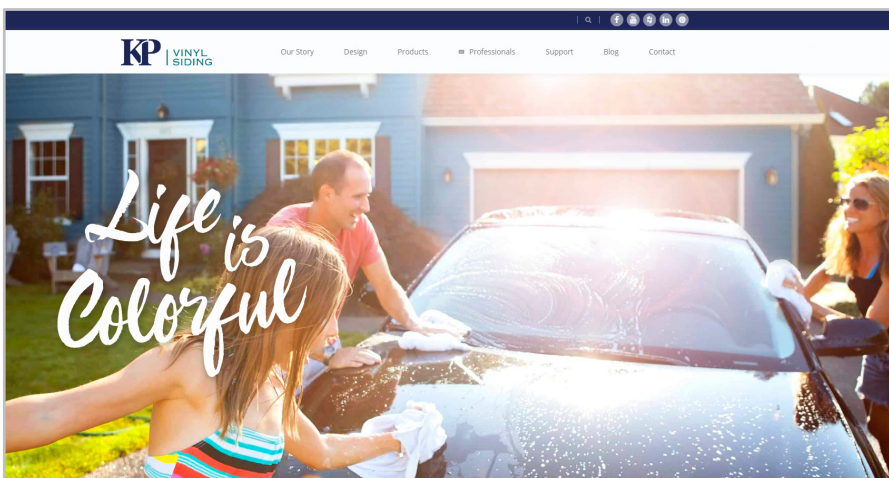 KP | VINYL
SIDING
Our Story Design Products Professionals Support Blog Contact
Life
is
Colorful